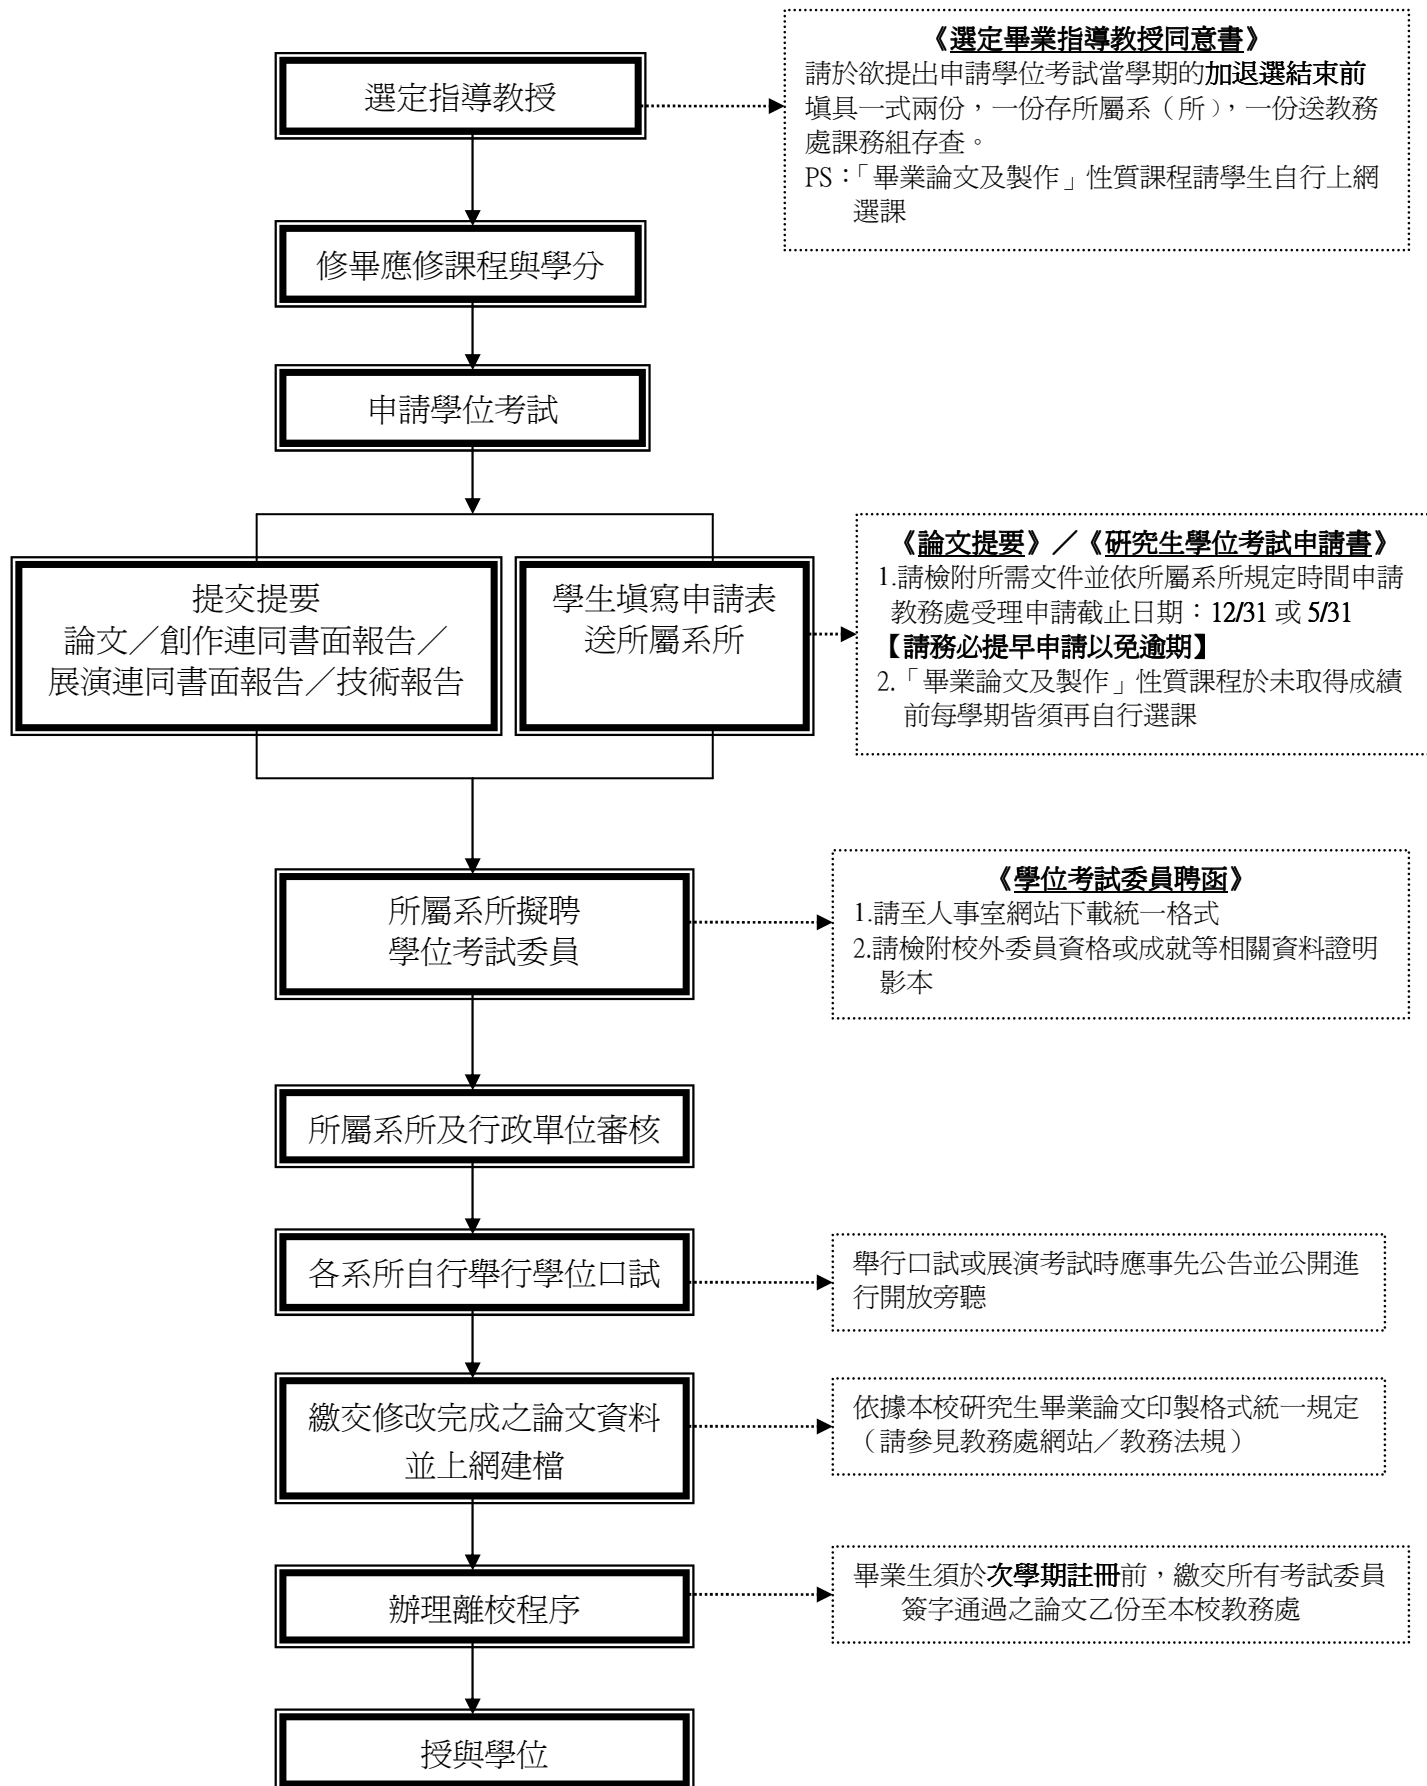 選定指導教授
《選定畢業指導教授同意書》
請於欲提出申請學位考試當學期的加退選結束前
填具一式兩份，一份存所屬系（所），一份送教務
處課務組存查。
PS：「畢業論文及製作」性質課程請學生自行上網
選課
修畢應修課程與學分
申請學位考試
提交提要
論文／創作連同書面報告／
展演連同書面報告／技術報告
學生填寫申請表
送所屬系所
《論文提要》／《研究生學位考試申請書》
1.請檢附所需文件並依所屬系所規定時間申請
教務處受理申請截止日期：12/31 或 5/31
【請務必提早申請以免逾期】
2.「畢業論文及製作」性質課程於未取得成績
前每學期皆須再自行選課
所屬系所擬聘
學位考試委員
《學位考試委員聘函》
1.請至人事室網站下載統一格式
2.請檢附校外委員資格或成就等相關資料證明
影本
所屬系所及行政單位審核
各系所自行舉行學位口試
舉行口試或展演考試時應事先公告並公開進
行開放旁聽
繳交修改完成之論文資料
並上網建檔
依據本校研究生畢業論文印製格式統一規定
（請參見教務處網站／教務法規）
辦理離校程序
畢業生須於次學期註冊前，繳交所有考試委員
簽字通過之論文乙份至本校教務處
授與學位